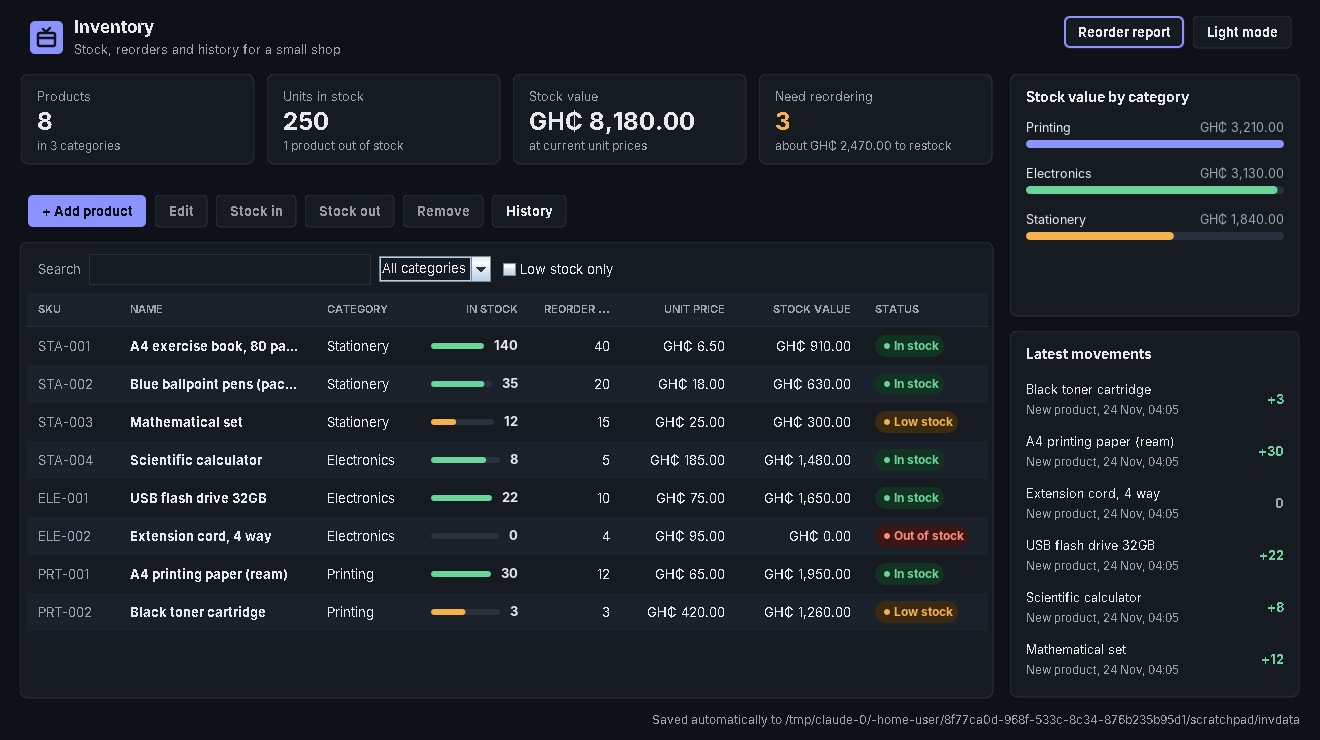 Inventory
Stock, reorders and history for a small shop
Reorder report
Light mode
Products
8
in 3 categories
Units in stock
250
1 product out of stock
Stock value
GH₵ 8,180.00
at current unit prices
Need reordering
3
about GH₵ 2,470.00 to restock
+ Add product
Edit
Stock in
Stock out
Remove
History
Search
All categories
Low stock only
SKU NAME CATEGORY IN STOCK REORDER ... UNIT PRICE STOCK VALUE STATUS
STA-001 A4 exercise book, 80 pa... Stationery 140 40 GH₵ 6.50 GH₵ 910.00 In stock
STA-002 Blue ballpoint pens (pac... Stationery 35 20 GH₵ 18.00 GH₵ 630.00 In stock
STA-003 Mathematical set Stationery 12 15 GH₵ 25.00 GH₵ 300.00 Low stock
STA-004 Scientific calculator Electronics 8 5 GH₵ 185.00 GH₵ 1,480.00 In stock
ELE-001 USB flash drive 32GB Electronics 22 10 GH₵ 75.00 GH₵ 1,650.00 In stock
ELE-002 Extension cord, 4 way Electronics 0 4 GH₵ 95.00 GH₵ 0.00 Out of stock
PRT-001 A4 printing paper (ream) Printing 30 12 GH₵ 65.00 GH₵ 1,950.00 In stock
PRT-002 Black toner cartridge Printing 3 3 GH₵ 420.00 GH₵ 1,260.00 Low stock
Stock value by category
Printing GH₵ 3,210.00
Electronics GH₵ 3,130.00
Stationery GH₵ 1,840.00
Latest movements
Black toner cartridge
New product, 24 Nov, 04:05
+3
A4 printing paper (ream)
New product, 24 Nov, 04:05
+30
Extension cord, 4 way
New product, 24 Nov, 04:05
0
USB flash drive 32GB
New product, 24 Nov, 04:05
+22
Scientific calculator
New product, 24 Nov, 04:05
+8
Mathematical set
New product, 24 Nov, 04:05
+12
Saved automatically to /tmp/claude-0/-home-user/8f77ca0d-968f-533c-8c34-876b235b95d1/scratchpad/invdata